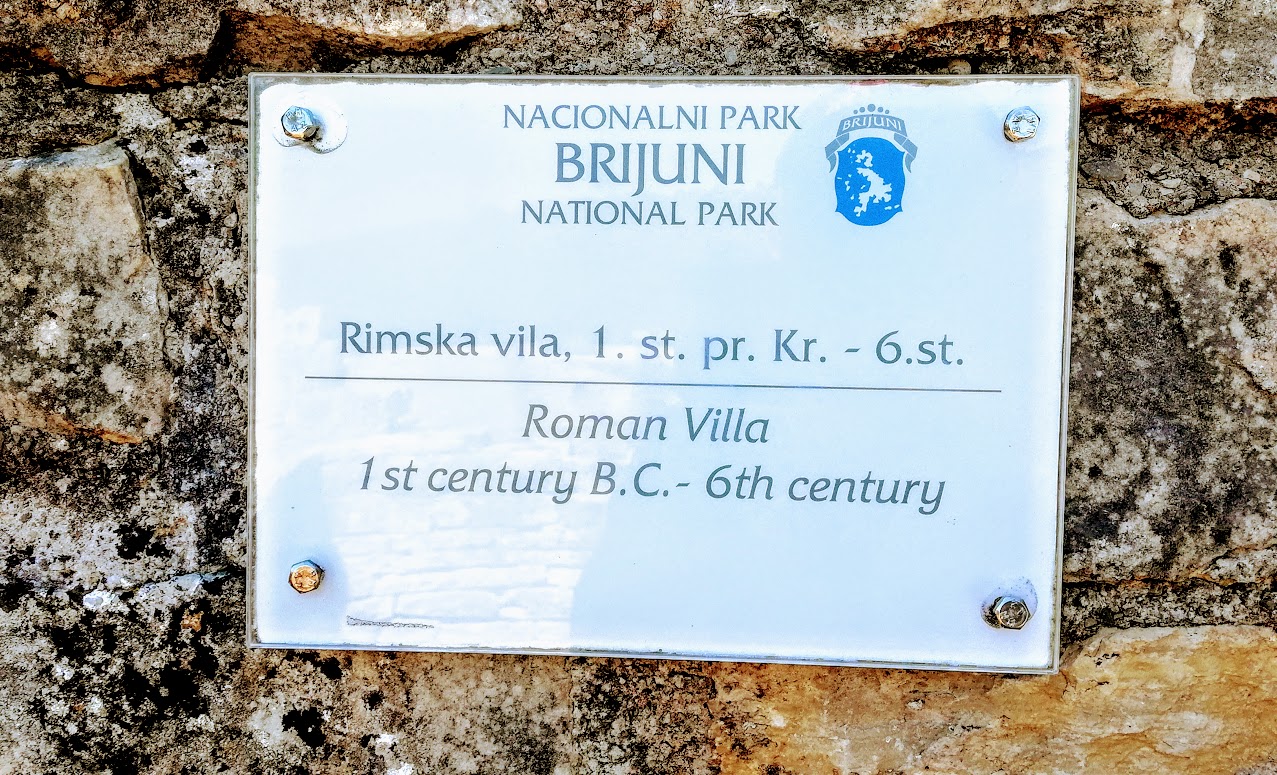 NACIONALNI PARK
BRIJUNI
NATIONAL PARK
BRIJUNI
Rimska vila, 1. st. pr. Kr. - 6.st.
Roman Villa
1st century B.C.- 6th century